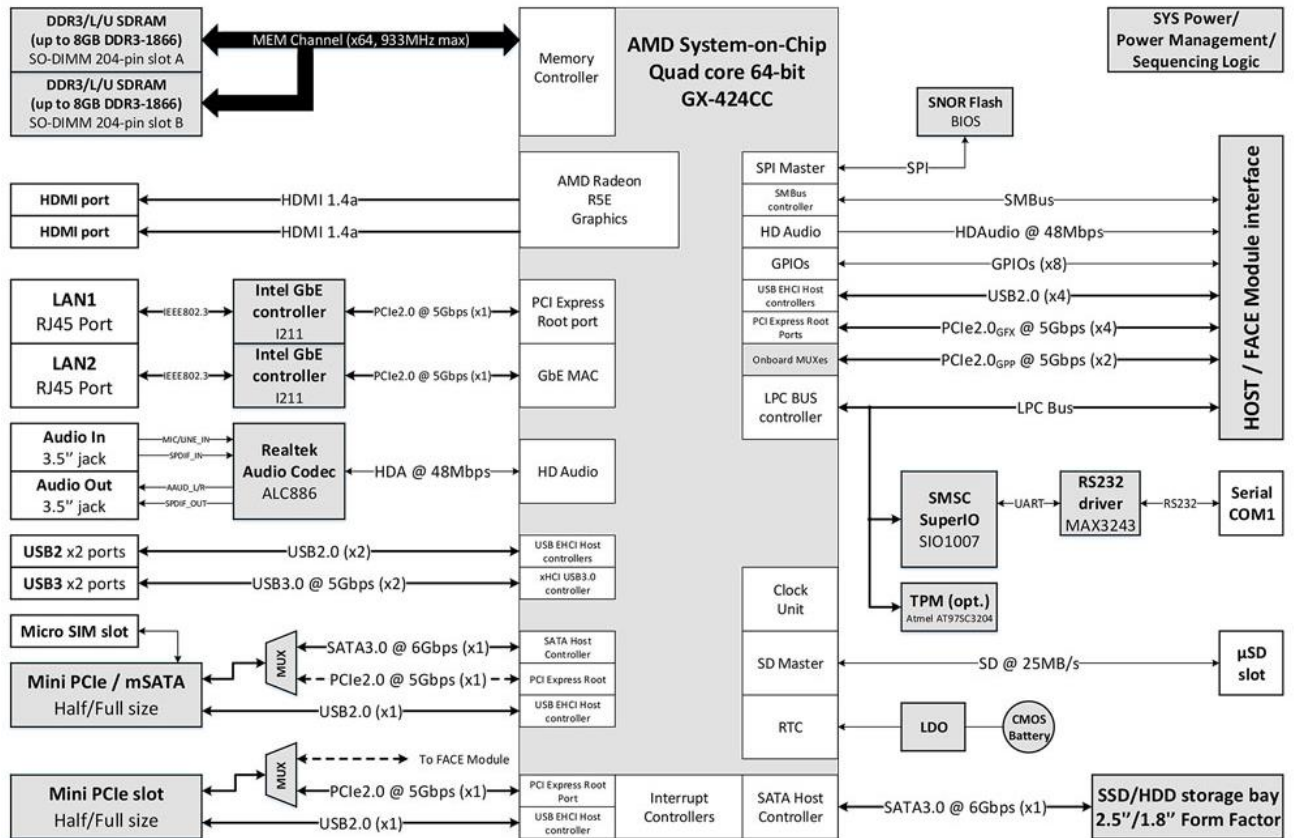 DDR3/L/U SDRAM
(up to 8GB DDR3-1866)
SO-DIMM 204-pin slot A
DDR3/L/U SDRAM
(up to 8GB DDR3-1866)
SO-DIMM 204-pin slot B
MEM Channel (x64, 933MHz max)
Memory
Controller
AMD System-on-Chip
Quad core 64-bit
GX-424CC
SYS Power/
Power Management/
Sequencing Logic
SNOR Flash
BIOS
HDMI port
HDMI 1.4a
HDMI port
HDMI 1.4a
AMD Radeon
R5E
Graphics
SPI Master
SPI
SMBus
controller
SMBus
HD Audio
HDAudio @ 48Mbps
GPIOs
GPIOs (x8)
USB EHCI Host
controllers
USB2.0 (x4)
PCI Express Root
Ports
PCIe2.0GFX @ 5Gbps (x4)
Onboard MUXes
PCIe2.0GPP @ 5Gbps (x2)
LPC BUS
controller
LPC Bus
HOST / FACE Module interface
LAN1
RJ45 Port
IEEE802.3
Intel GbE
controller
I211
PCIe2.0 @ 5Gbps (x1)
PCI Express
Root port
LAN2
RJ45 Port
IEEE802.3
Intel GbE
controller
I211
PCIe2.0 @ 5Gbps (x1)
GbE MAC
Audio In
3.5" jack
MIC/LINE_IN
SPDIF_IN
Audio Out
3.5" jack
AAUD_L/R
SPDIF_OUT
Realtek
Audio Codec
ALC886
HDA @ 48Mbps
HD Audio
SMSC
SuperIO
SIO1007
UART
RS232
driver
MAX3243
RS232
Serial
COM1
USB2 x2 ports
USB2.0 (x2)
USB EHCI Host
controllers
USB3 x2 ports
USB3.0 @ 5Gbps (x2)
xHCI USB3.0
controller
Clock
Unit
TPM (opt.)
Atmel AT97SC3204
Micro SIM slot
Mini PCIe / mSATA
Half/Full size
MUX
SATA3.0 @ 6Gbps (x1)
SATA Host
Controller
PCIe2.0 @ 5Gbps (x1)
PCI Express Root
USB2.0 (x1)
USB EHCI Host
controller
SD Master
SD @ 25MB/s
µSD
slot
RTC
LDO
CMOS
Battery
Mini PCIe slot
Half/Full size
MUX
To FACE Module
PCIe2.0 @ 5Gbps (x1)
PCI Express Root
Port
USB2.0 (x1)
USB EHCI Host
controller
Interrupt
Controllers
SATA Host
Controller
SATA3.0 @ 6Gbps (x1)
SSD/HDD storage bay
2.5"/1.8" Form Factor